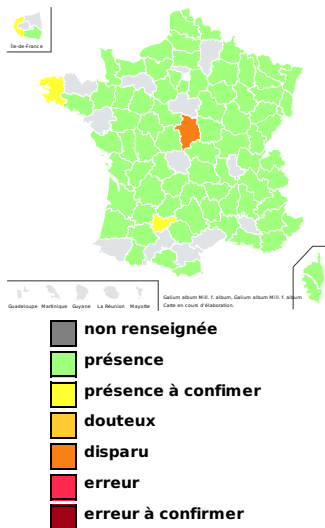 Île-de-France
Guadeloupe Martinique Guyane La Réunion Mayotte
Galium album Mill. f. album, Galium album Mill. f. album
Carte en cours d'élaboration.
non renseignée
présence
présence à confimer
douteux
disparu
erreur
erreur à confirmer